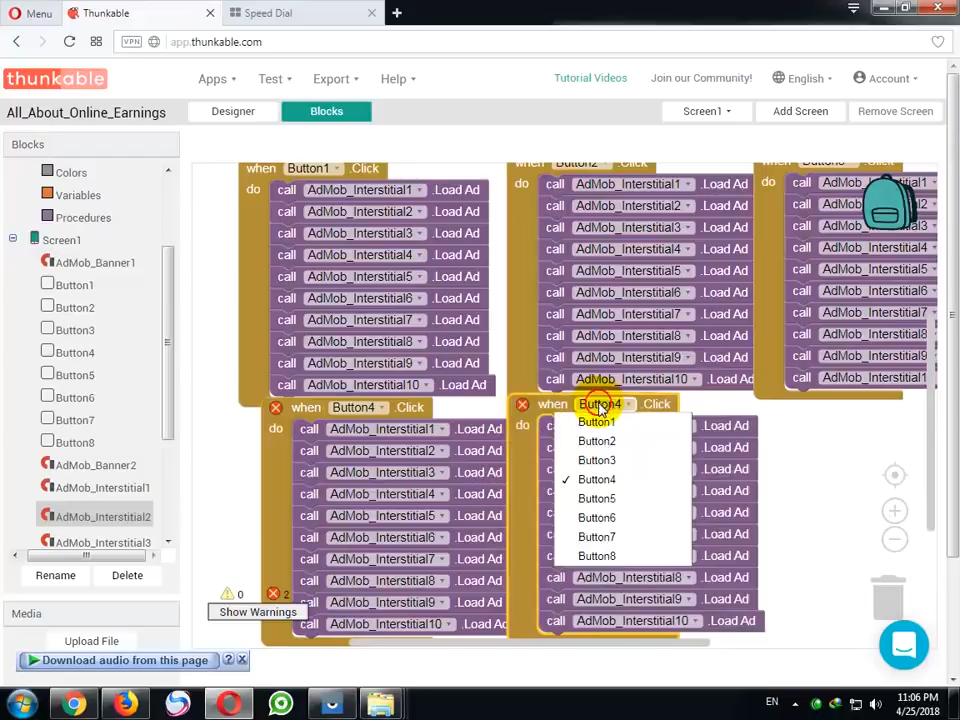 Menu
Thunkable
Speed Dial
VPN
app.thunkable.com
thunkable
Apps
Test
Export
Help
Tutorial Videos
Join our Community!
English
Account
All_About_Online_Earnings
Designer
Blocks
Screen1
Add Screen
Remove Screen
Blocks
Colors
Variables
Procedures
Screen1
AdMob_Banner1
Button1
Button2
Button3
Button4
Button5
Button6
Button7
Button8
AdMob_Banner2
AdMob_Interstitial1
AdMob_Interstitial2
AdMob_Interstitial3
Rename
Delete
Media
Upload File
when Button1 .Click
do call AdMob_Interstitial1 .Load Ad
call AdMob_Interstitial2 .Load Ad
call AdMob_Interstitial3 .Load Ad
call AdMob_Interstitial4 .Load Ad
call AdMob_Interstitial5 .Load Ad
call AdMob_Interstitial6 .Load Ad
call AdMob_Interstitial7 .Load Ad
call AdMob_Interstitial8 .Load Ad
call AdMob_Interstitial9 .Load Ad
call AdMob_Interstitial10 .Load Ad
when Button2 .Click
do call AdMob_Interstitial1 .Load Ad
call AdMob_Interstitial2 .Load Ad
call AdMob_Interstitial3 .Load Ad
call AdMob_Interstitial4 .Load Ad
call AdMob_Interstitial5 .Load Ad
call AdMob_Interstitial6 .Load Ad
call AdMob_Interstitial7 .Load Ad
call AdMob_Interstitial8 .Load Ad
call AdMob_Interstitial9 .Load Ad
call AdMob_Interstitial10 .Load Ad
do call AdMob_Interstitial1
call AdMob_Interstitial2
call AdMob_Interstitial3
call AdMob_Interstitial4
call AdMob_Interstitial5
call AdMob_Interstitial6
call AdMob_Interstitial7
call AdMob_Interstitial8
call AdMob_Interstitial9
call AdMob_Interstitial1
when Button4 .Click
do call AdMob_Interstitial1 .Load Ad
call AdMob_Interstitial2 .Load Ad
call AdMob_Interstitial3 .Load Ad
call AdMob_Interstitial4 .Load Ad
call AdMob_Interstitial5 .Load Ad
call AdMob_Interstitial6 .Load Ad
call AdMob_Interstitial7 .Load Ad
call AdMob_Interstitial8 .Load Ad
call AdMob_Interstitial9 .Load Ad
call AdMob_Interstitial10 .Load Ad
when Button4 .Click
do
Button1
Button2
Button3
Button4
Button5
Button6
Button7
Button8
.Load Ad
.Load Ad
.Load Ad
.Load Ad
.Load Ad
.Load Ad
.Load Ad
call AdMob_Interstitial8 .Load Ad
call AdMob_Interstitial9 .Load Ad
call AdMob_Interstitial10 .Load Ad
0
2
Show Warnings
Download audio from this page
?
EN
11:06 PM
4/25/2018